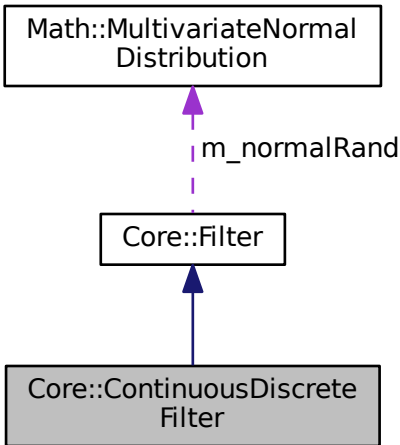 Math::MultivariateNormal
Distribution
m_normalRand
Core::Filter
Core::ContinuousDiscrete
Filter